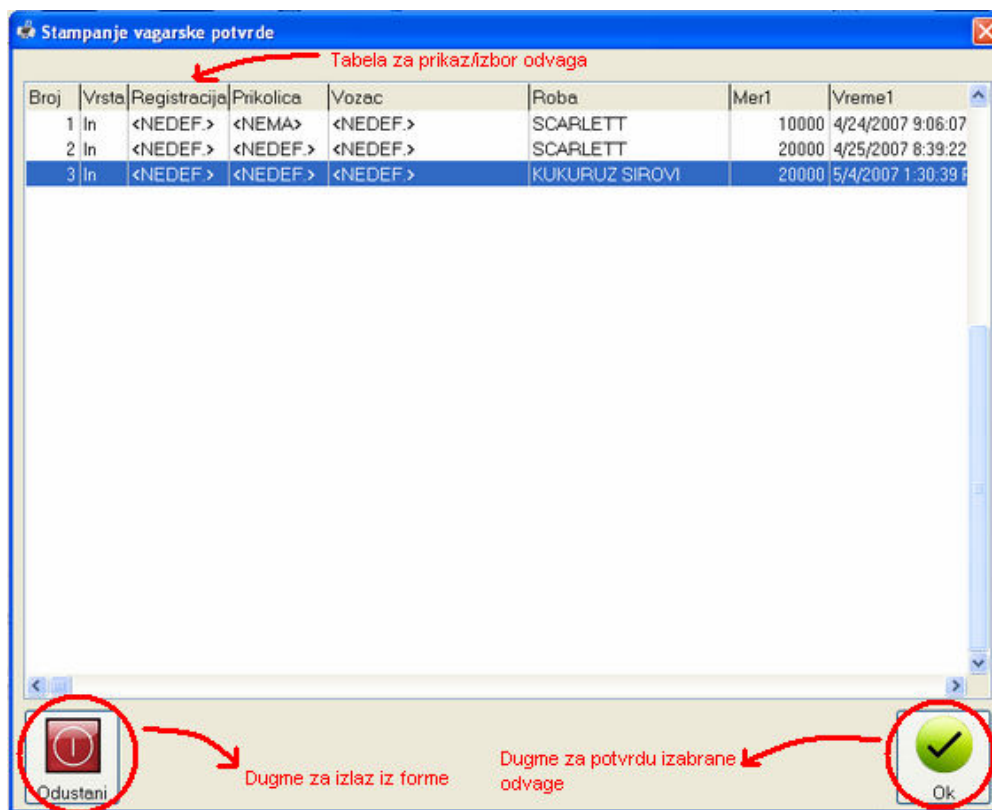 Stampanje vagarske potvrde
Tabela za prikaz/izbor odvaga
Broj Vrsta Registracija Prikolica Vozac Roba Mer1 Vreme1
1 In <NEDEF.> <NEMA> <NEDEF.> SCARLETT 10000 4/24/2007 9:06:07
2 In <NEDEF.> <NEDEF.> <NEDEF.> SCARLETT 20000 4/25/2007 8:39:22
3 In <NEDEF.> <NEDEF.> <NEDEF.> KUKURUZ SIROVI 20000 5/4/2007 1:30:39 P
Dugme za izlaz iz forme
Dugme za potvrdu izabrane
odvage
Odustani
Ok